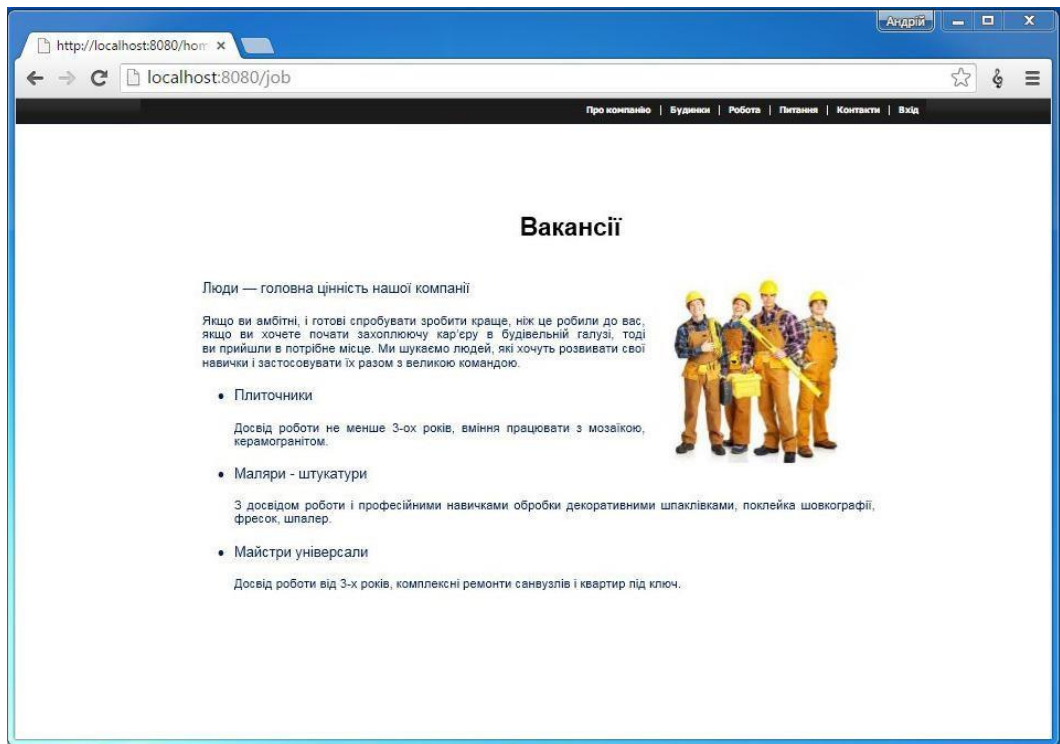 Андрій
http://localhost:8080/hom
localhost:8080/job
Про компанію | Будинки | Робота | Питання | Контакти | Вхід
Вакансії
Люди — головна цінність нашої компанії
Якщо ви амбітні, і готові спробувати зробити краще, ніж це робили до вас,
якщо ви хочете почати захоплюючу кар'єру в будівельній галузі, тоді
ви прийшли в потрібне місце. Ми шукаємо людей, які хочуть розвивати свої
навички і застосовувати їх разом з великою командою.
• Плиточники
Досвід роботи не менше 3-ох років, вміння працювати з мозаїкою,
керамогранітом.
• Маляри - штукатури
З досвідом роботи і професійними навичками обробки декоративними шпаклівками, поклейка шовкографії,
фресок, шпалер.
• Майстри універсали
Досвід роботи від 3-х років, комплексні ремонти санвузлів і квартир під ключ.